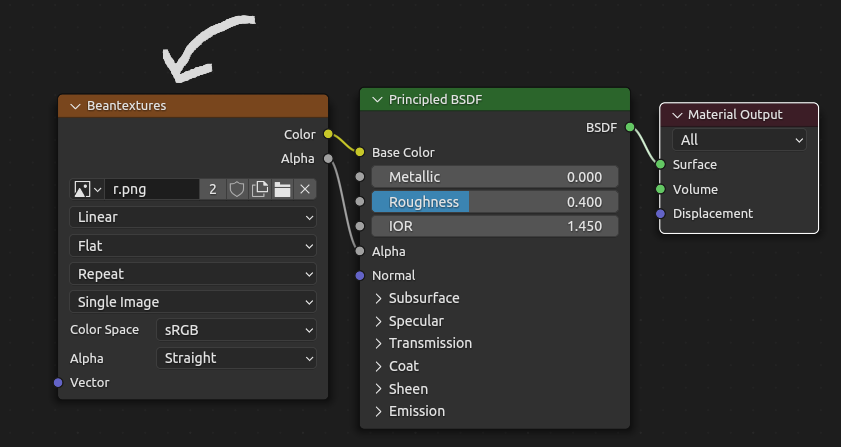 Beantextures
Color
Alpha
r.png
2
Linear
Flat
Repeat
Single Image
Color Space sRGB
Alpha Straight
Vector
Principled BSDF
BSDF
Base Color
Metallic 0.000
Roughness 0.400
IOR 1.450
Alpha
Normal
Subsurface
Specular
Transmission
Coat
Sheen
Emission
Material Output
All
Surface
Volume
Displacement